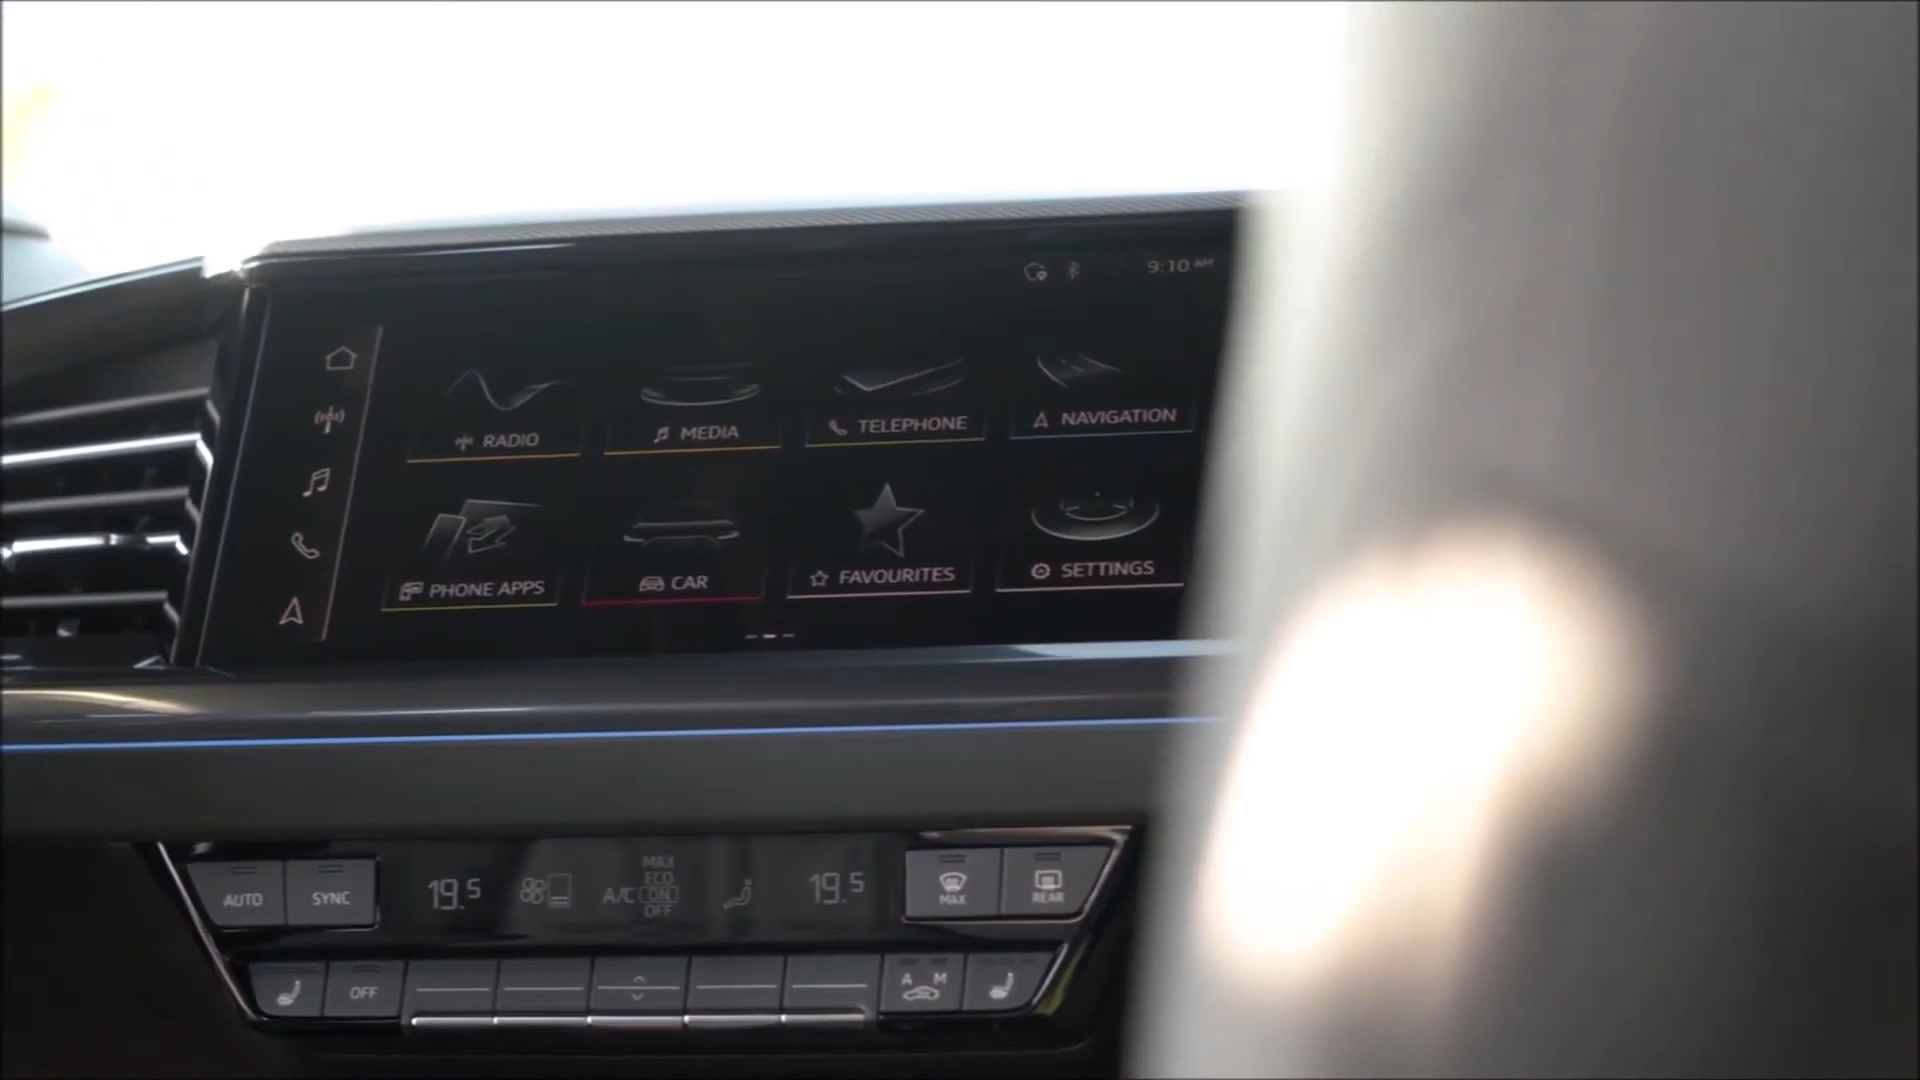 9:10 AM
RADIO
MEDIA
TELEPHONE
NAVIGATION
PHONE APPS
CAR
FAVOURITES
SETTINGS
AUTO
SYNC
19.5
A/C
MAX
ECO
ON
OFF
19.5
MAX
REAR
OFF
A M